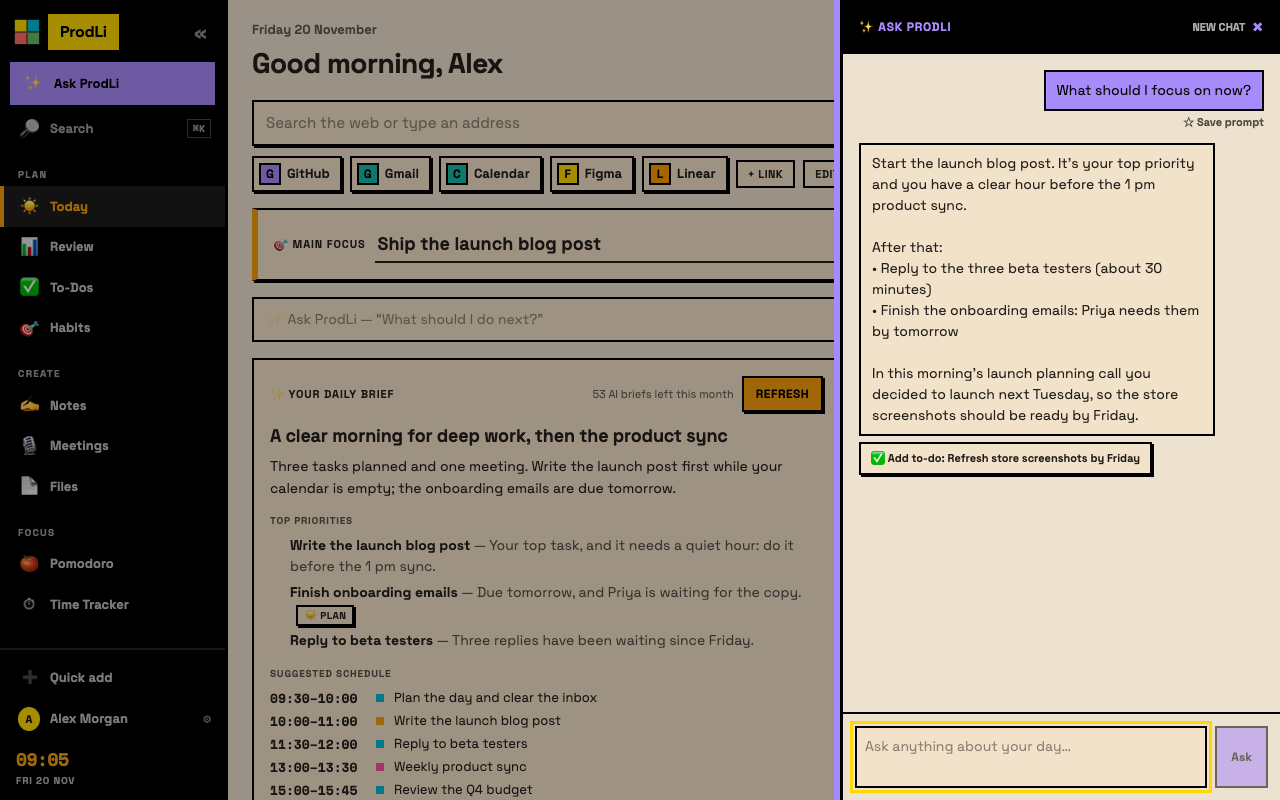 ProdLi
«
Ask ProdLi
Search
⌘K
PLAN
Today
Review
To-Dos
Habits
CREATE
Notes
Meetings
Files
FOCUS
Pomodoro
Time Tracker
Quick add
A
Alex Morgan
09:05
FRI 20 NOV
Friday 20 November
Good morning, Alex
Search the web or type an address
G GitHub
G Gmail
C Calendar
F Figma
L Linear
+ LINK
MAIN FOCUS Ship the launch blog post
Ask ProdLi — “What should I do next?”
YOUR DAILY BRIEF
53 AI briefs left this month
REFRESH
A clear morning for deep work, then the product sync
Three tasks planned and one meeting. Write the launch post first while your
calendar is empty; the onboarding emails are due tomorrow.
TOP PRIORITIES
Write the launch blog post — Your top task, and it needs a quiet hour: do it
before the 1 pm sync.
Finish onboarding emails — Due tomorrow, and Priya is waiting for the copy.
PLAN
Reply to beta testers — Three replies have been waiting since Friday.
SUGGESTED SCHEDULE
09:30–10:00 Plan the day and clear the inbox
10:00–11:00 Write the launch blog post
11:30–12:00 Reply to beta testers
13:00–13:30 Weekly product sync
15:00–15:45 Review the Q4 budget
ASK PRODLI
NEW CHAT
What should I focus on now?
☆ Save prompt
Start the launch blog post. It’s your top priority
and you have a clear hour before the 1 pm
product sync.
After that:
• Reply to the three beta testers (about 30
minutes)
• Finish the onboarding emails: Priya needs them
by tomorrow
In this morning’s launch planning call you
decided to launch next Tuesday, so the store
screenshots should be ready by Friday.
Add to-do: Refresh store screenshots by Friday
Ask anything about your day…
Ask